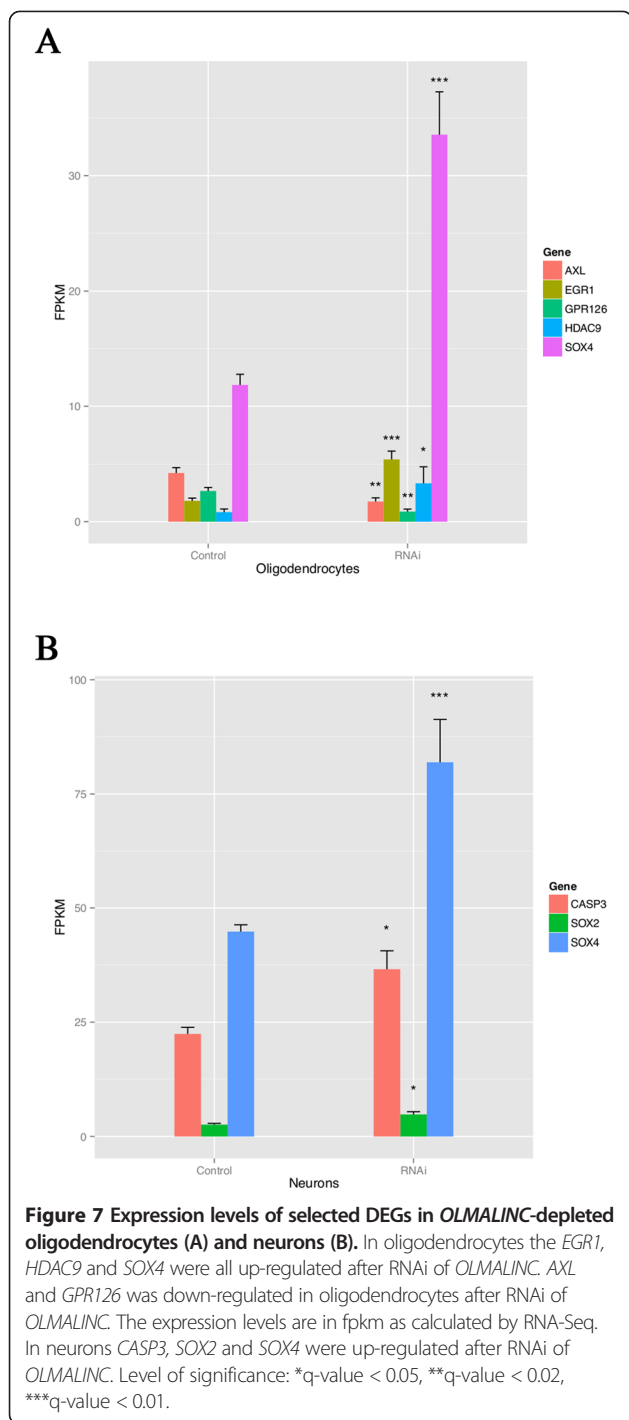 A
***
30
Gene
AXL
EGR1
GPR126
HDAC9
SOX4
FPKM
20
10
***
*
**
**
0
Control
RNAi
Oligodendrocytes
B
100
***
75
Gene
CASP3
SOX2
SOX4
FPKM
50
*
25
*
0
Control
RNAi
Neurons
Figure 7 Expression levels of selected DEGs in OLMALINC-depleted
oligodendrocytes (A) and neurons (B). In oligodendrocytes the EGR1,
HDAC9 and SOX4 were all up-regulated after RNAi of OLMALINC. AXL
and GPR126 was down-regulated in oligodendrocytes after RNAi of
OLMALINC. The expression levels are in fpkm as calculated by RNA-Seq.
In neurons CASP3, SOX2 and SOX4 were up-regulated after RNAi of
OLMALINC. Level of significance: *q-value < 0.05, **q-value < 0.02,
***q-value < 0.01.